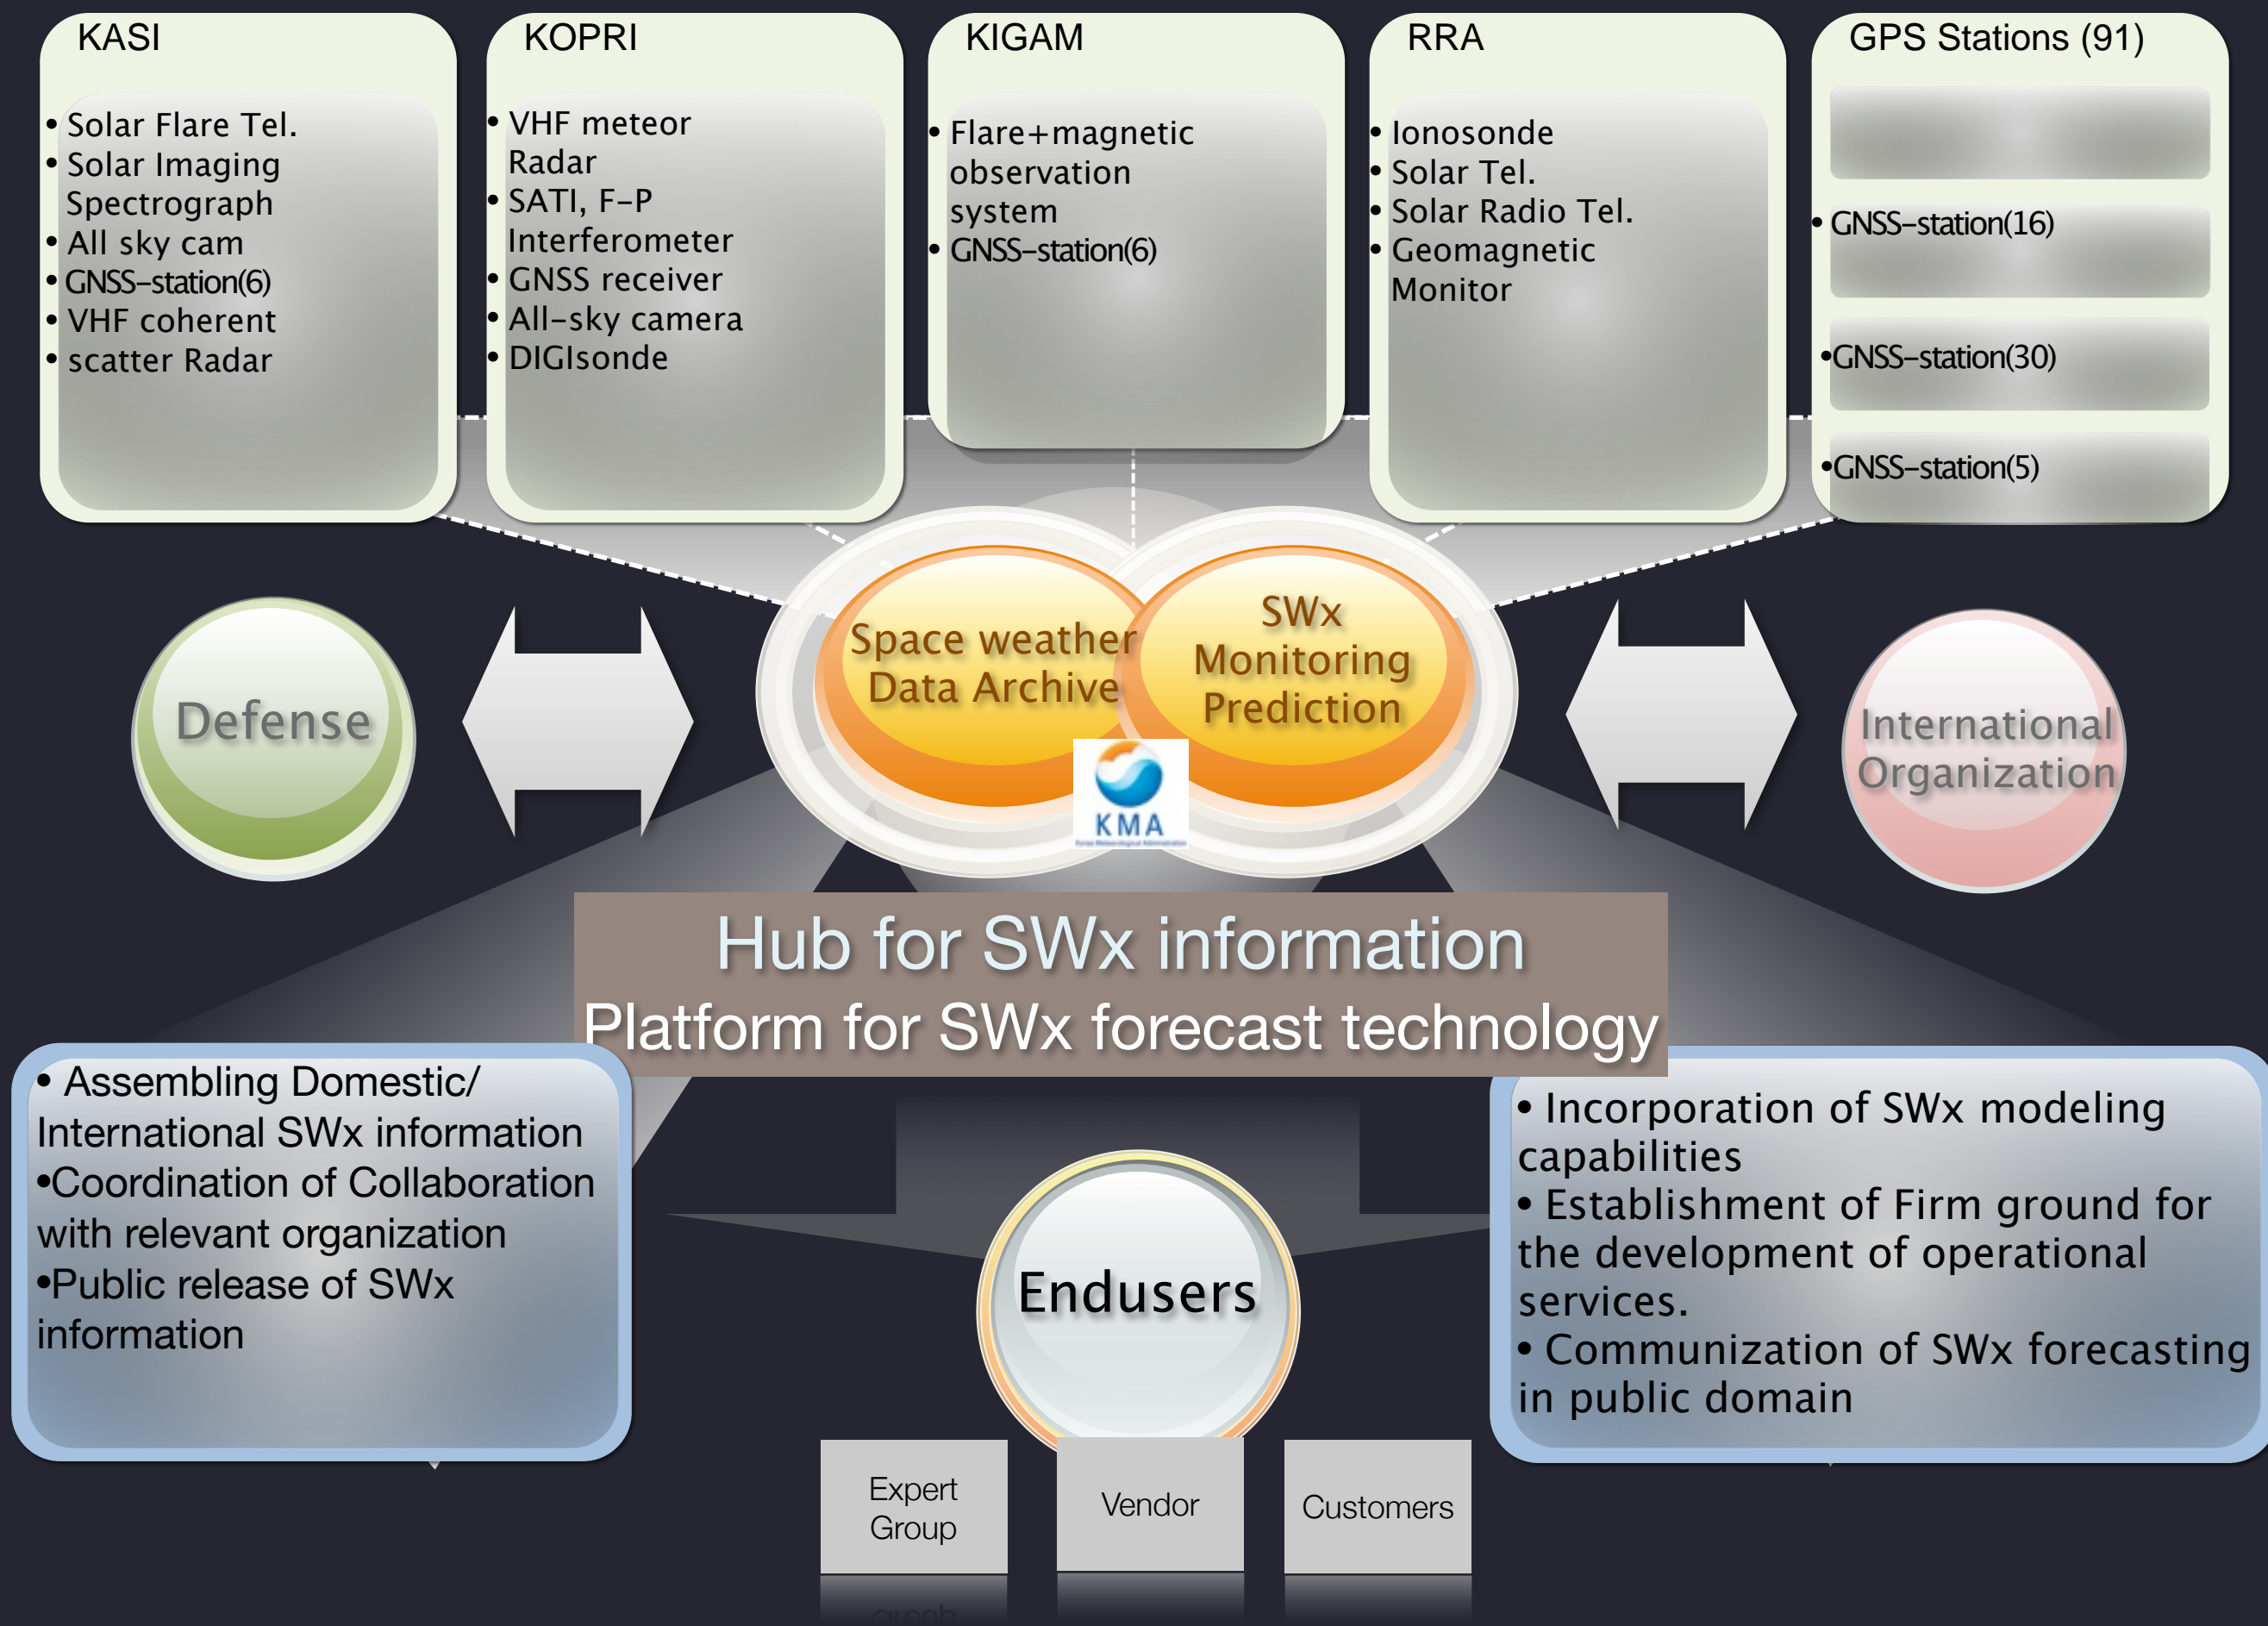 KASI
• Solar Flare Tel.
• Solar Imaging
Spectrograph
• All sky cam
• GNSS-station(6)
• VHF coherent
• scatter Radar
KOPRI
• VHF meteor
Radar
• SATI, F-P
Interferometer
• GNSS receiver
• All-sky camera
• DIGIsonde
KIGAM
• Flare+magnetic
observation
system
• GNSS-station(6)
RRA
• Ionosonde
• Solar Tel.
• Solar Radio Tel.
• Geomagnetic
Monitor
GPS Stations (91)
• GNSS-station(16)
•GNSS-station(30)
•GNSS-station(5)
Defense
Space weather
Data Archive
SWx
Monitoring
Prediction
KMA
Korea Meteorological Administration
International
Organization
Hub for SWx information
Platform for SWx forecast technology
• Assembling Domestic/
International SWx information
•Coordination of Collaboration
with relevant organization
•Public release of SWx
information
Endusers
• Incorporation of SWx modeling
capabilities
• Establishment of Firm ground for
the development of operational
services.
• Communization of SWx forecasting
in public domain
Expert
Group
Vendor
Customers